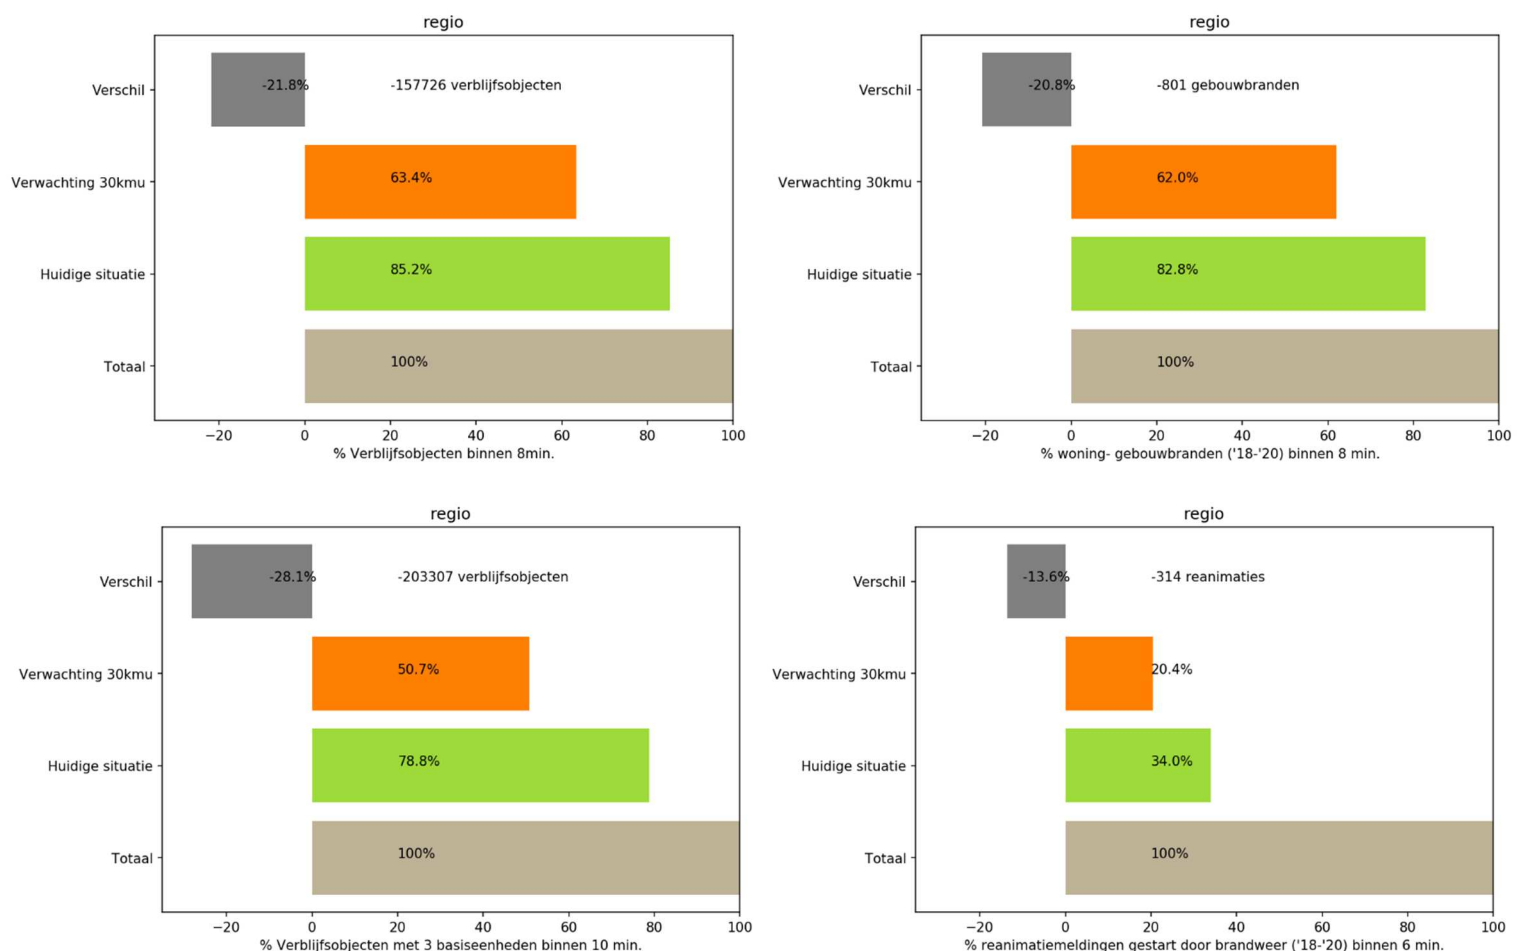 regio
Verschil
-21.8%
-157726 verblijfsobjecten
Verwachting 30kmu
63.4%
Huidige situatie
85.2%
Totaal
100%
−20 0 20 40 60 80 100
% Verblijfsobjecten binnen 8min.
regio
Verschil
-20.8%
-801 gebouwbranden
Verwachting 30kmu
62.0%
Huidige situatie
82.8%
Totaal
100%
−20 0 20 40 60 80 100
% woning- gebouwbranden ('18-'20) binnen 8 min.
regio
Verschil
-28.1%
-203307 verblijfsobjecten
Verwachting 30kmu
50.7%
Huidige situatie
78.8%
Totaal
100%
−20 0 20 40 60 80 100
% Verblijfsobjecten met 3 basiseenheden binnen 10 min.
regio
Verschil
-13.6%
-314 reanimaties
Verwachting 30kmu
20.4%
Huidige situatie
34.0%
Totaal
100%
−20 0 20 40 60 80 100
% reanimatiemeldingen gestart door brandweer ('18-'20) binnen 6 min.